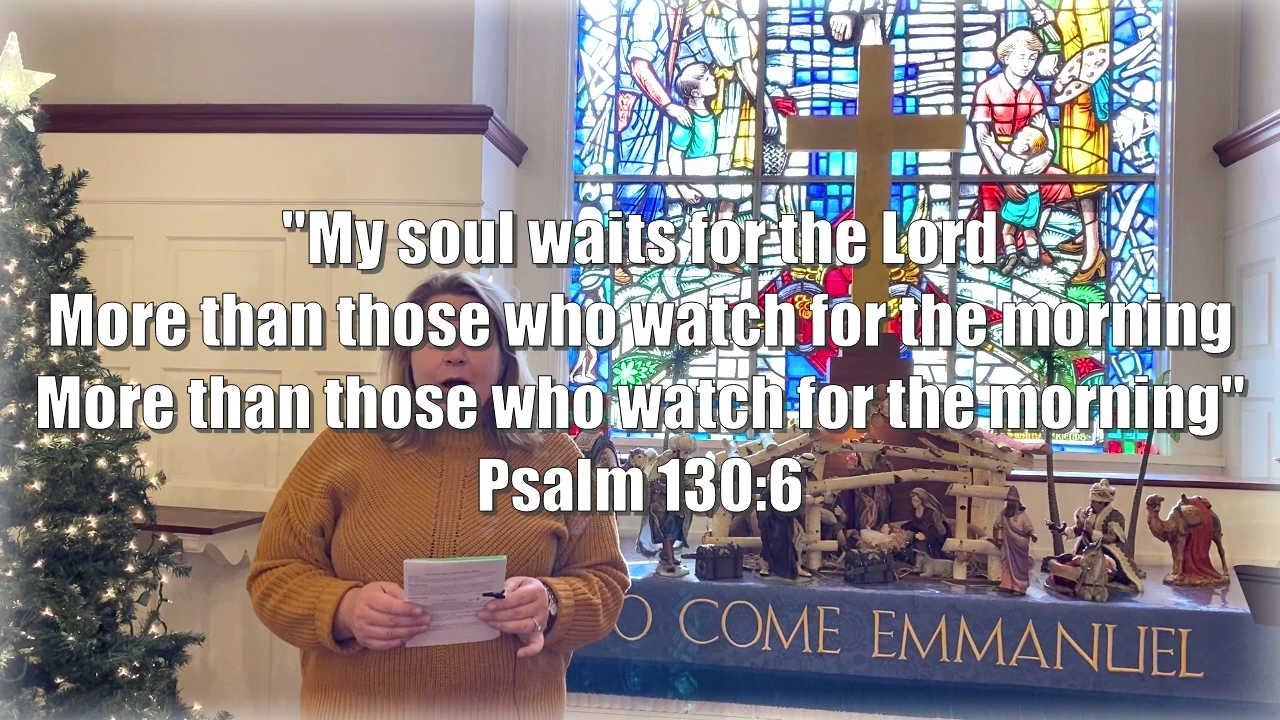 "My soul waits for the Lord
More than those who watch for the morning
More than those who watch for the morning"
Psalm 130:6
O COME EMMANUEL